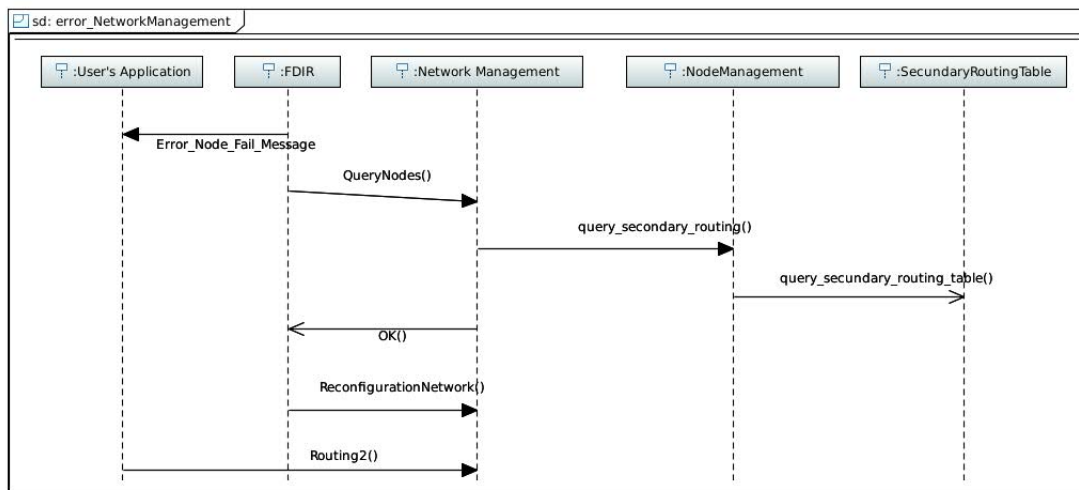 sd: error_NetworkManagement
:User's Application
:FDIR
:Network Management
:NodeManagement
:SecundaryRoutingTable
Error_Node_Fail_Message
QueryNodes()
query_secondary_routing()
query_secundary_routing_table()
OK()
ReconfigurationNetwork()
Routing2()